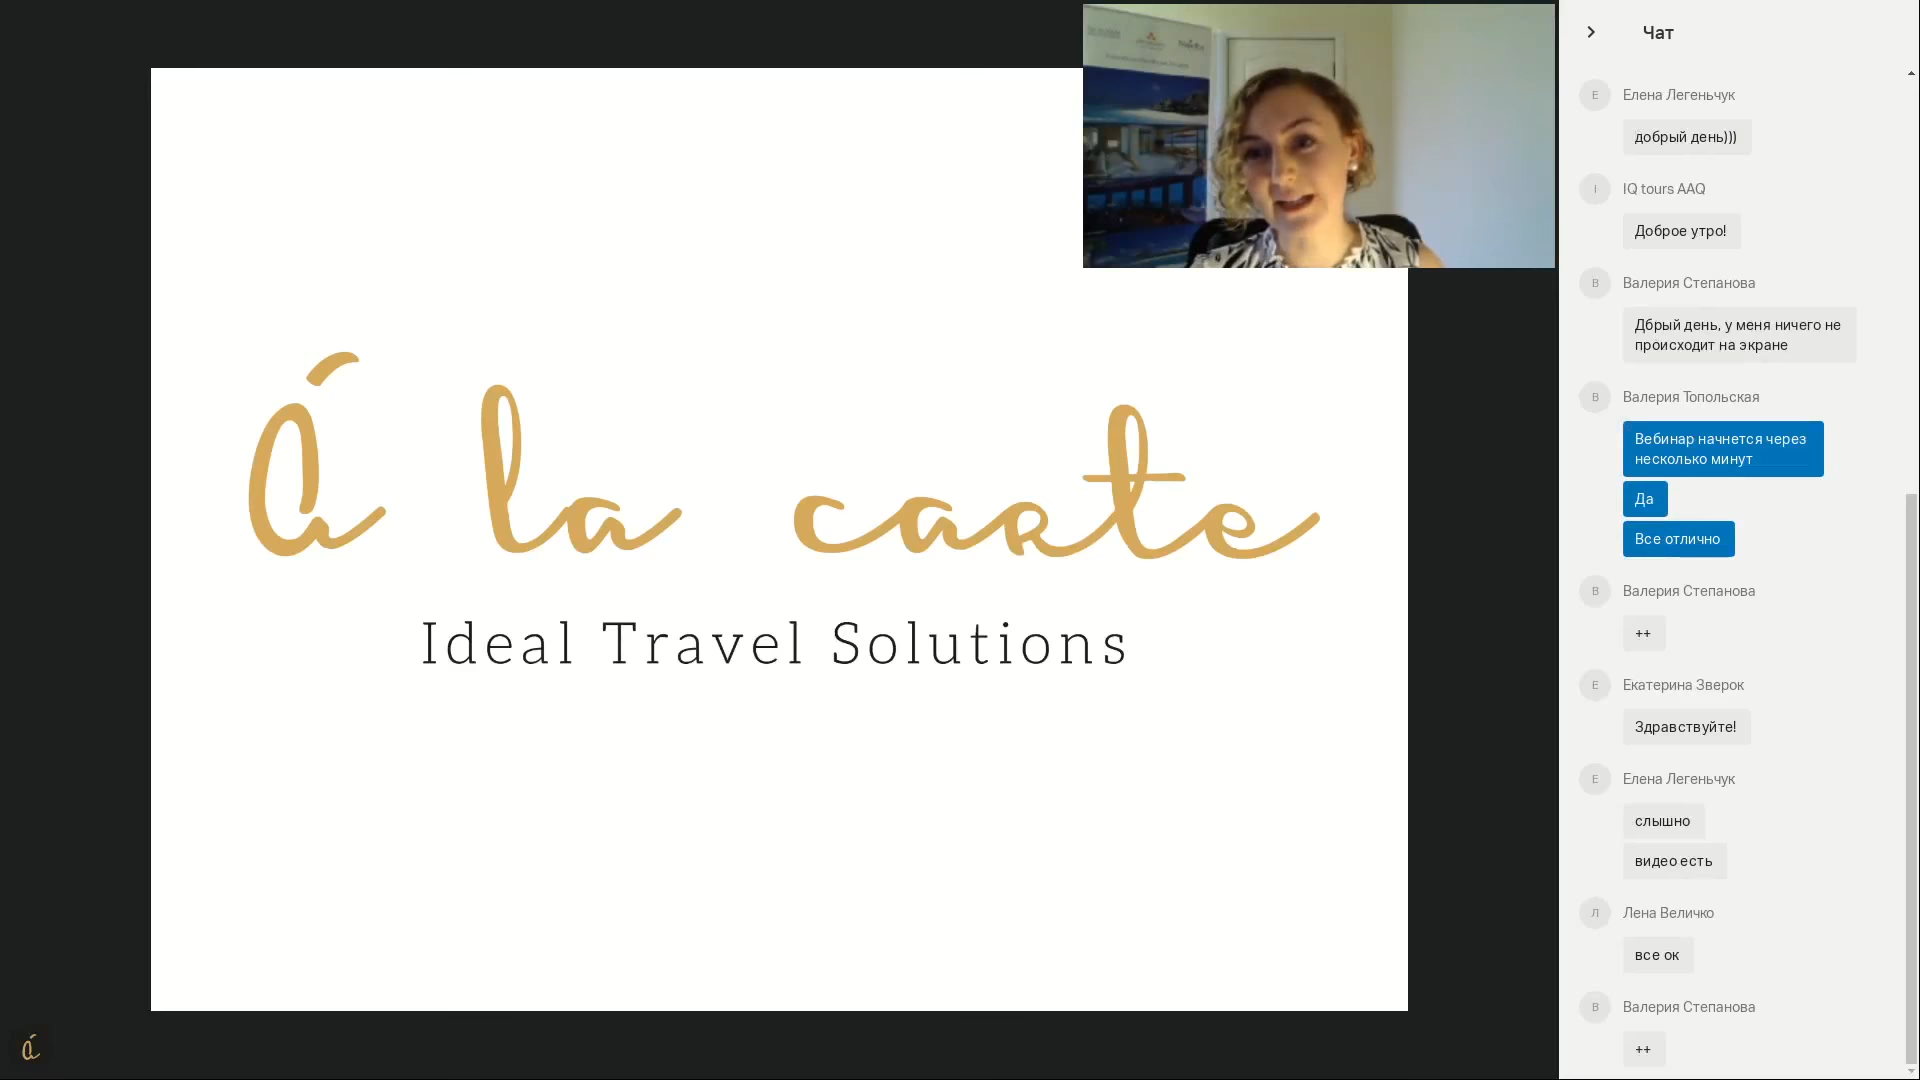 Á la carte
Ideal Travel Solutions
á
Чат
Е
Елена Легеньчук
добрый день)))
I
IQ tours AAQ
Доброе утро!
В
Валерия Степанова
Дбрый день, у меня ничего не
происходит на экране
В
Валерия Топольская
Вебинар начнется через
несколько минут
Да
Все отлично
В
Валерия Степанова
++
Е
Екатерина Зверок
Здравствуйте!
Е
Елена Легеньчук
слышно
видео есть
Л
Лена Величко
все ок
В
Валерия Степанова
++